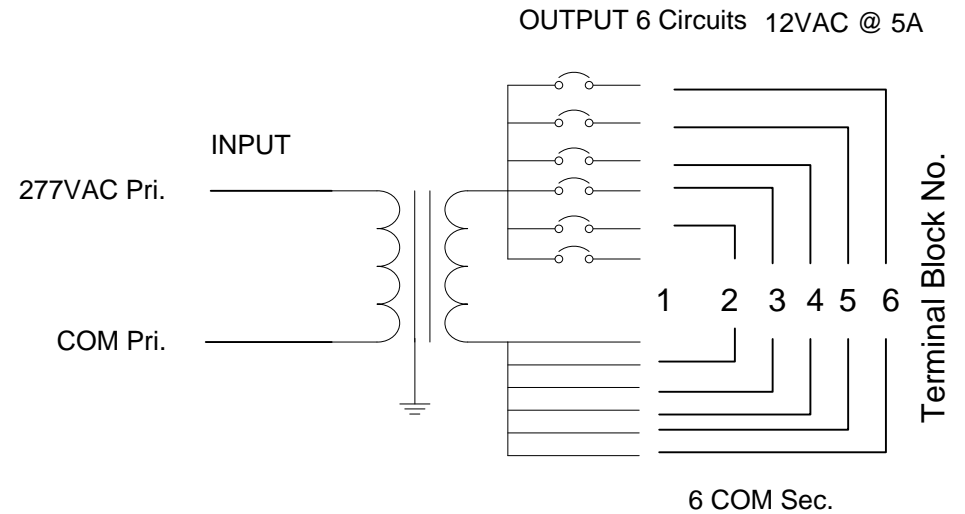 OUTPUT 6 Circuits 12VAC @ 5A
INPUT
277VAC Pri.
COM Pri.
1 2 3 4 5 6
Terminal Block No.
6 COM Sec.